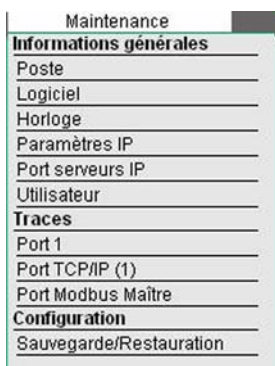 Maintenance
Informations générales
Poste
Logiciel
Horloge
Paramètres IP
Port serveurs IP
Utilisateur
Traces
Port 1
Port TCP/IP (1)
Port Modbus Maître
Configuration
Sauvegarde/Restauration